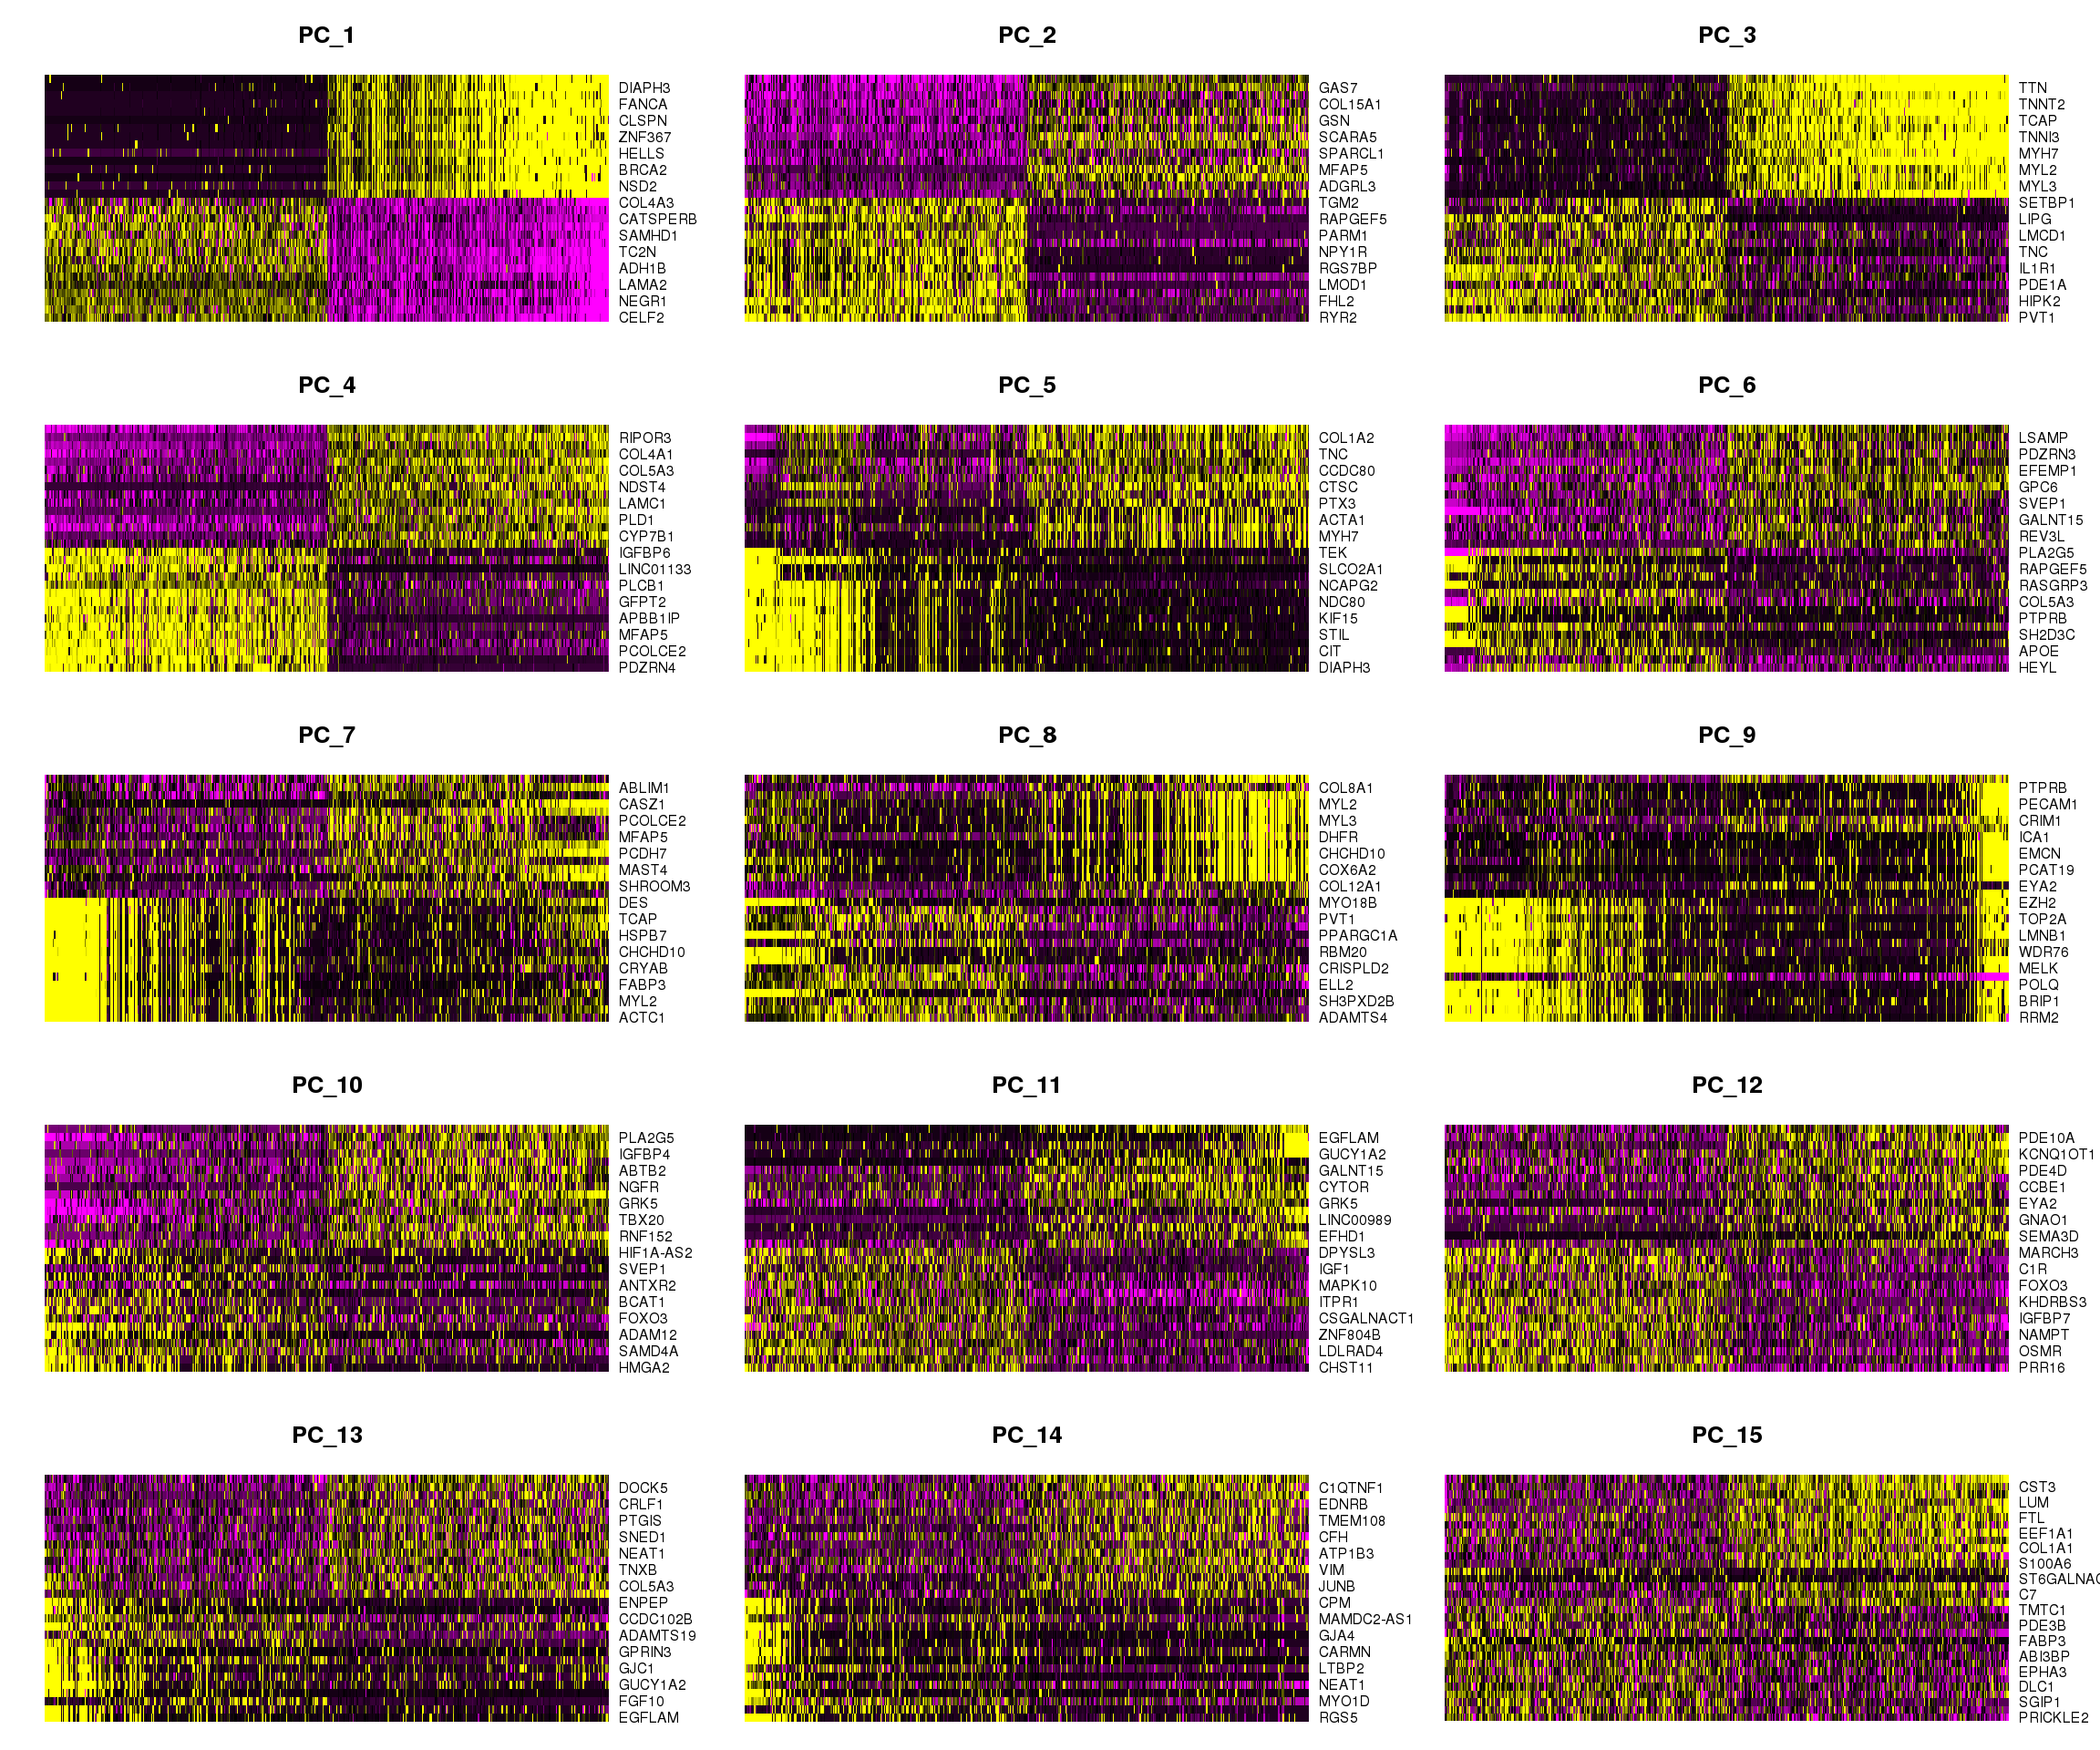 PC_1
DIAPH3
FANCA
CLSPN
ZNF367
HELLS
BRCA2
NSD2
COL4A3
CATSPERB
SAMHD1
TC2N
ADH1B
LAMA2
NEGR1
CELF2
PC_2
GAS7
COL15A1
GSN
SCARA5
SPARCL1
MFAP5
ADGRL3
TGM2
RAPGEF5
PARM1
NPY1R
RGS7BP
LMOD1
FHL2
RYR2
PC_3
TTN
TNNT2
TCAP
TNNI3
MYH7
MYL2
MYL3
SETBP1
LIPG
LMCD1
TNC
IL1R1
PDE1A
HIPK2
PVT1
PC_4
RIPOR3
COL4A1
COL5A3
NDST4
LAMC1
PLD1
CYP7B1
IGFBP6
LINC01133
PLCB1
GFPT2
APBB1IP
MFAP5
PCOLCE2
PDZRN4
PC_5
COL1A2
TNC
CCDC80
CTSC
PTX3
ACTA1
MYH7
TEK
SLCO2A1
NCAPG2
NDC80
KIF15
STIL
CIT
DIAPH3
PC_6
LSAMP
PDZRN3
EFEMP1
GPC6
SVEP1
GALNT15
REV3L
PLA2G5
RAPGEF5
RASGRP3
COL5A3
PTPRB
SH2D3C
APOE
HEYL
PC_7
ABLIM1
CASZ1
PCOLCE2
MFAP5
PCDH7
MAST4
SHROOM3
DES
TCAP
HSPB7
CHCHD10
CRYAB
FABP3
MYL2
ACTC1
PC_8
COL8A1
MYL2
MYL3
DHFR
CHCHD10
COX6A2
COL12A1
MYO18B
PVT1
PPARGC1A
RBM20
CRISPLD2
ELL2
SH3PXD2B
ADAMTS4
PC_9
PTPRB
PECAM1
CRIM1
ICA1
EMCN
PCAT19
EYA2
EZH2
TOP2A
LMNB1
WDR76
MELK
POLQ
BRIP1
RRM2
PC_10
PLA2G5
IGFBP4
ABTB2
NGFR
GRK5
TBX20
RNF152
HIF1A-AS2
SVEP1
ANTXR2
BCAT1
FOXO3
ADAM12
SAMD4A
HMGA2
PC_11
EGFLAM
GUCY1A2
GALNT15
CYTOR
GRK5
LINC00989
EFHD1
DPYSL3
IGF1
MAPK10
ITPR1
CSGALNACT1
ZNF804B
LDLRAD4
CHST11
PC_12
PDE10A
KCNQ1OT1
PDE4D
CCBE1
EYA2
GNAO1
SEMA3D
MARCH3
C1R
FOXO3
KHDRBS3
IGFBP7
NAMPT
OSMR
PRR16
PC_13
DOCK5
CRLF1
PTGIS
SNED1
NEAT1
TNXB
COL5A3
ENPEP
CCDC102B
ADAMTS19
GPRIN3
GJC1
GUCY1A2
FGF10
EGFLAM
PC_14
C1QTNF1
EDNRB
TMEM108
CFH
ATP1B3
VIM
JUNB
CPM
MAMDC2-AS1
GJA4
CARMN
LTBP2
NEAT1
MYO1D
RGS5
PC_15
CST3
LUM
FTL
EEF1A1
COL1A1
S100A6
ST6GALNAC
C7
TMTC1
PDE3B
FABP3
ABI3BP
EPHA3
DLC1
SGIP1
PRICKLE2